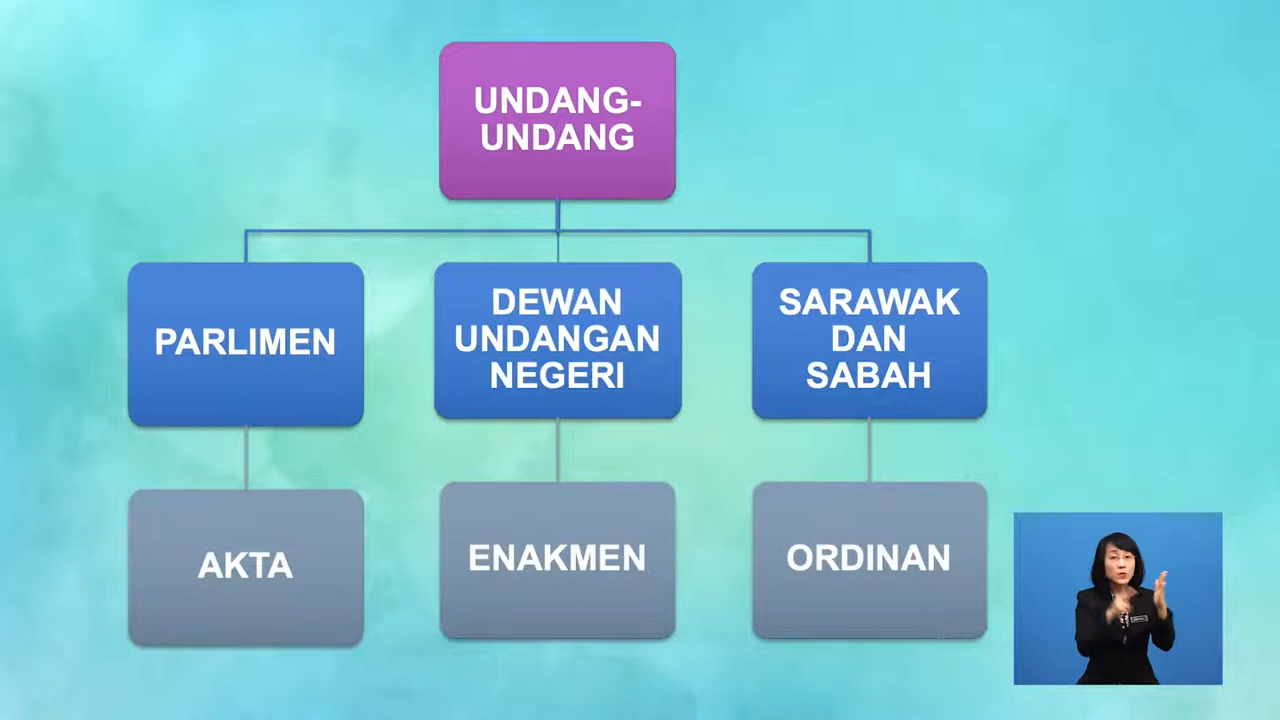 UNDANG-
UNDANG
PARLIMEN
DEWAN
UNDANGAN
NEGERI
SARAWAK
DAN
SABAH
AKTA
ENAKMEN
ORDINAN